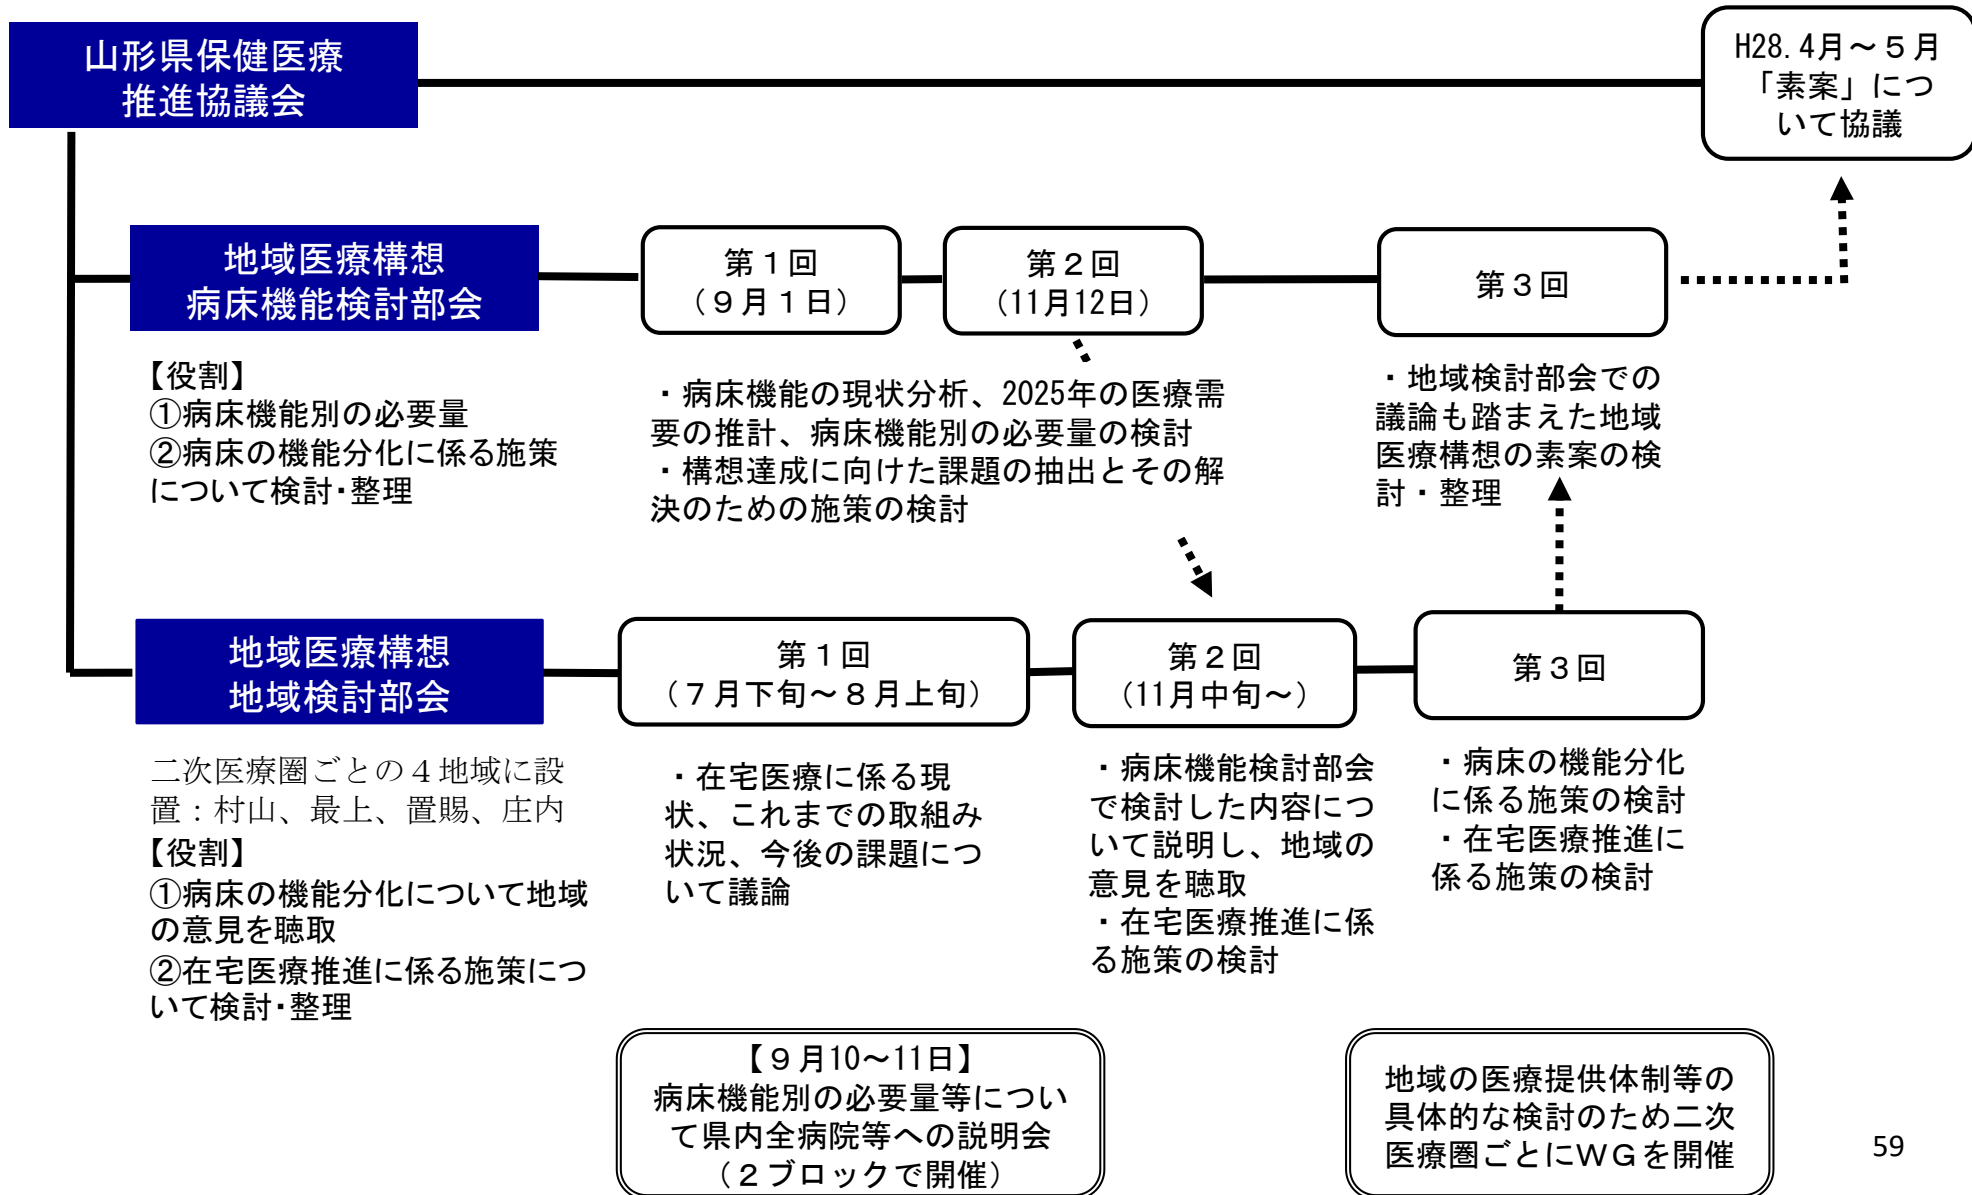 山形県保健医療
推進協議会
H28.4月～５月
「素案」につ
いて協議
地域医療構想
病床機能検討部会
第１回
（９月１日）
第２回
（11月12日）
第３回
【役割】
①病床機能別の必要量
②病床の機能分化に係る施策
について検討・整理
・病床機能の現状分析、2025年の医療需
要の推計、病床機能別の必要量の検討
・構想達成に向けた課題の抽出とその解
決のための施策の検討
・地域検討部会での
議論も踏まえた地域
医療構想の素案の検
討・整理
地域医療構想
地域検討部会
第１回
（７月下旬～８月上旬）
第２回
（11月中旬～）
第３回
二次医療圏ごとの４地域に設
置：村山、最上、置賜、庄内
【役割】
①病床の機能分化について地域
の意見を聴取
②在宅医療推進に係る施策につ
いて検討・整理
・在宅医療に係る現
状、これまでの取組み
状況、今後の課題につ
いて議論
・病床機能検討部会
で検討した内容につ
いて説明し、地域の
意見を聴取
・在宅医療推進に係
る施策の検討
・病床の機能分化
に係る施策の検討
・在宅医療推進に
係る施策の検討
【９月10～11日】
病床機能別の必要量等につい
て県内全病院等への説明会
（２ブロックで開催）
地域の医療提供体制等の
具体的な検討のため二次
医療圏ごとにＷＧを開催
59